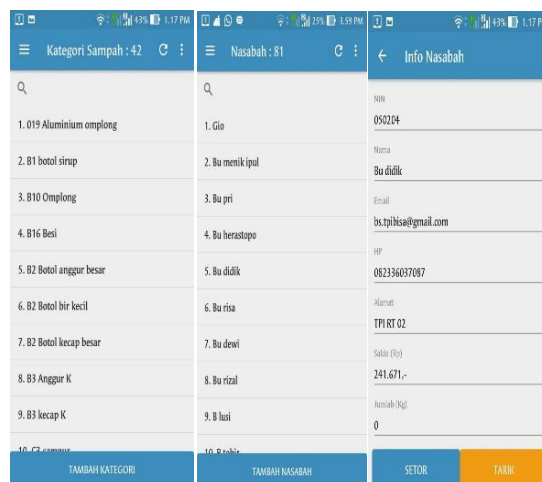 43% 1.17 PM
Kategori Sampah : 42
1. 019 Aluminium omplong
2. B1 botol sirup
3. B10 Omplong
4. B16 Besi
5. B2 Botol anggur besar
6. B2 Botol bir kecil
7. B2 Botol kecap besar
8. B3 Anggur K
9. B3 kecap K
TAMBAH KATEGORI
25% 3.59 PM
Nasabah : 81
1. Gio
2. Bu menik ipul
3. Bu pri
4. Bu herastopo
5. Bu didik
6. Bu risa
7. Bu dewi
8. Bu rizal
9. B lusi
TAMBAH NASABAH
43% 1.17 P
Info Nasabah
NIN
050204
Nama
Bu didik
Email
bs.tpibisa@gmail.com
HP
082336037087
Alamat
TPI RT 02
Saldo (Rp)
241.671,-
Jumlah (Kg)
0
SETOR
TARIK